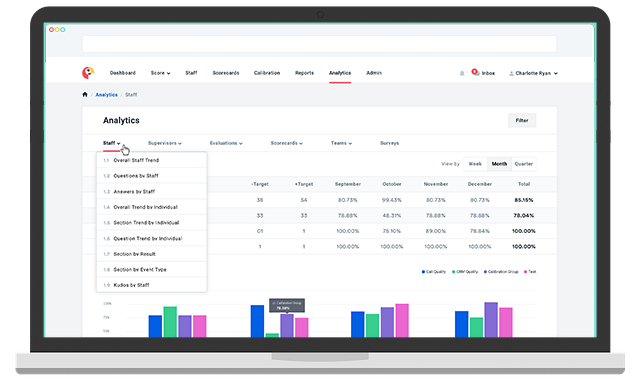 Dashboard Score Staff Scorecards Calibration Reports Analytics Admin Inbox Charlotte Ryan
Analytics / Staff
Analytics
Filter
Staff Supervisors Evaluations Scorecards Teams Surveys
View by Week Month Quarter
1.1 Overall Staff Trend
1.2 Questions by Staff
1.3 Answers by Staff
1.4 Overall Trend by Individual
1.5 Section Trend by Individual
1.6 Question Trend by Individual
1.7 Section by Result
1.8 Section by Event Type
1.9 Kudos by Staff
-Target +Target September October November December Total
38 54 80.73% 99.43% 80.73% 80.73% 85.15%
33 33 78.88% 48.31% 78.88% 78.88% 78.04%
01 1 100.00% 75.10% 89.00% 78.84% 100.00%
1 1 100.00% 100.00% 100.00% 100.00% 100.00%
Call Quality CRM Quality Calibration Group Test
Calibration Group
78.88%
100%
75%
50%